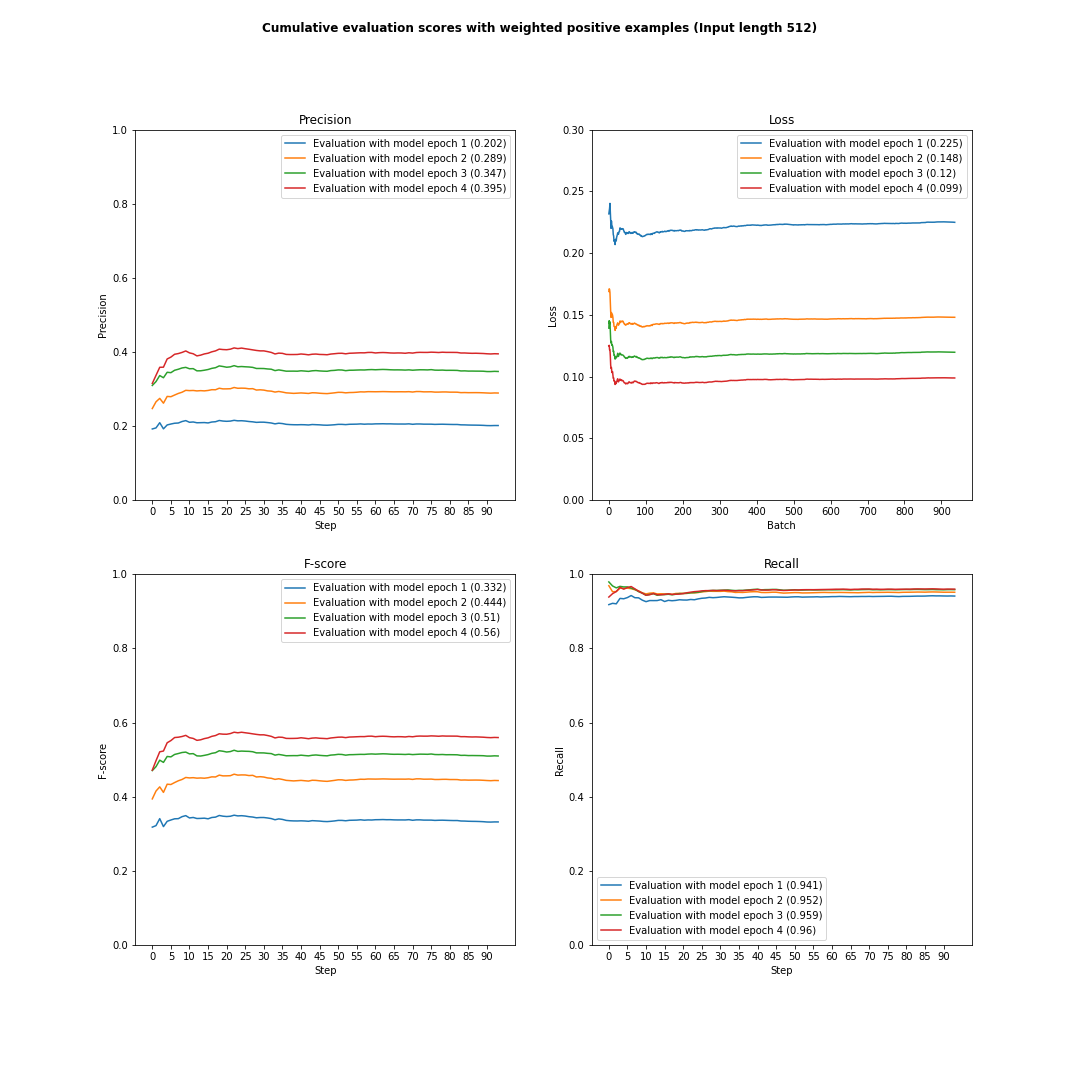 Cumulative evaluation scores with weighted positive examples (Input length 512)
Precision
Evaluation with model epoch 1 (0.202)
Evaluation with model epoch 2 (0.289)
Evaluation with model epoch 3 (0.347)
Evaluation with model epoch 4 (0.395)
1.0
0.8
0.6
0.4
0.2
0.0
Precision
0 5 10 15 20 25 30 35 40 45 50 55 60 65 70 75 80 85 90
Step
Loss
Evaluation with model epoch 1 (0.225)
Evaluation with model epoch 2 (0.148)
Evaluation with model epoch 3 (0.12)
Evaluation with model epoch 4 (0.099)
0.30
0.25
0.20
0.15
0.10
0.05
0.00
Loss
0 100 200 300 400 500 600 700 800 900
Batch
F-score
Evaluation with model epoch 1 (0.332)
Evaluation with model epoch 2 (0.444)
Evaluation with model epoch 3 (0.51)
Evaluation with model epoch 4 (0.56)
1.0
0.8
0.6
0.4
0.2
0.0
F-score
0 5 10 15 20 25 30 35 40 45 50 55 60 65 70 75 80 85 90
Step
Recall
1.0
0.8
0.6
0.4
0.2
0.0
Recall
Evaluation with model epoch 1 (0.941)
Evaluation with model epoch 2 (0.952)
Evaluation with model epoch 3 (0.959)
Evaluation with model epoch 4 (0.96)
0 5 10 15 20 25 30 35 40 45 50 55 60 65 70 75 80 85 90
Step